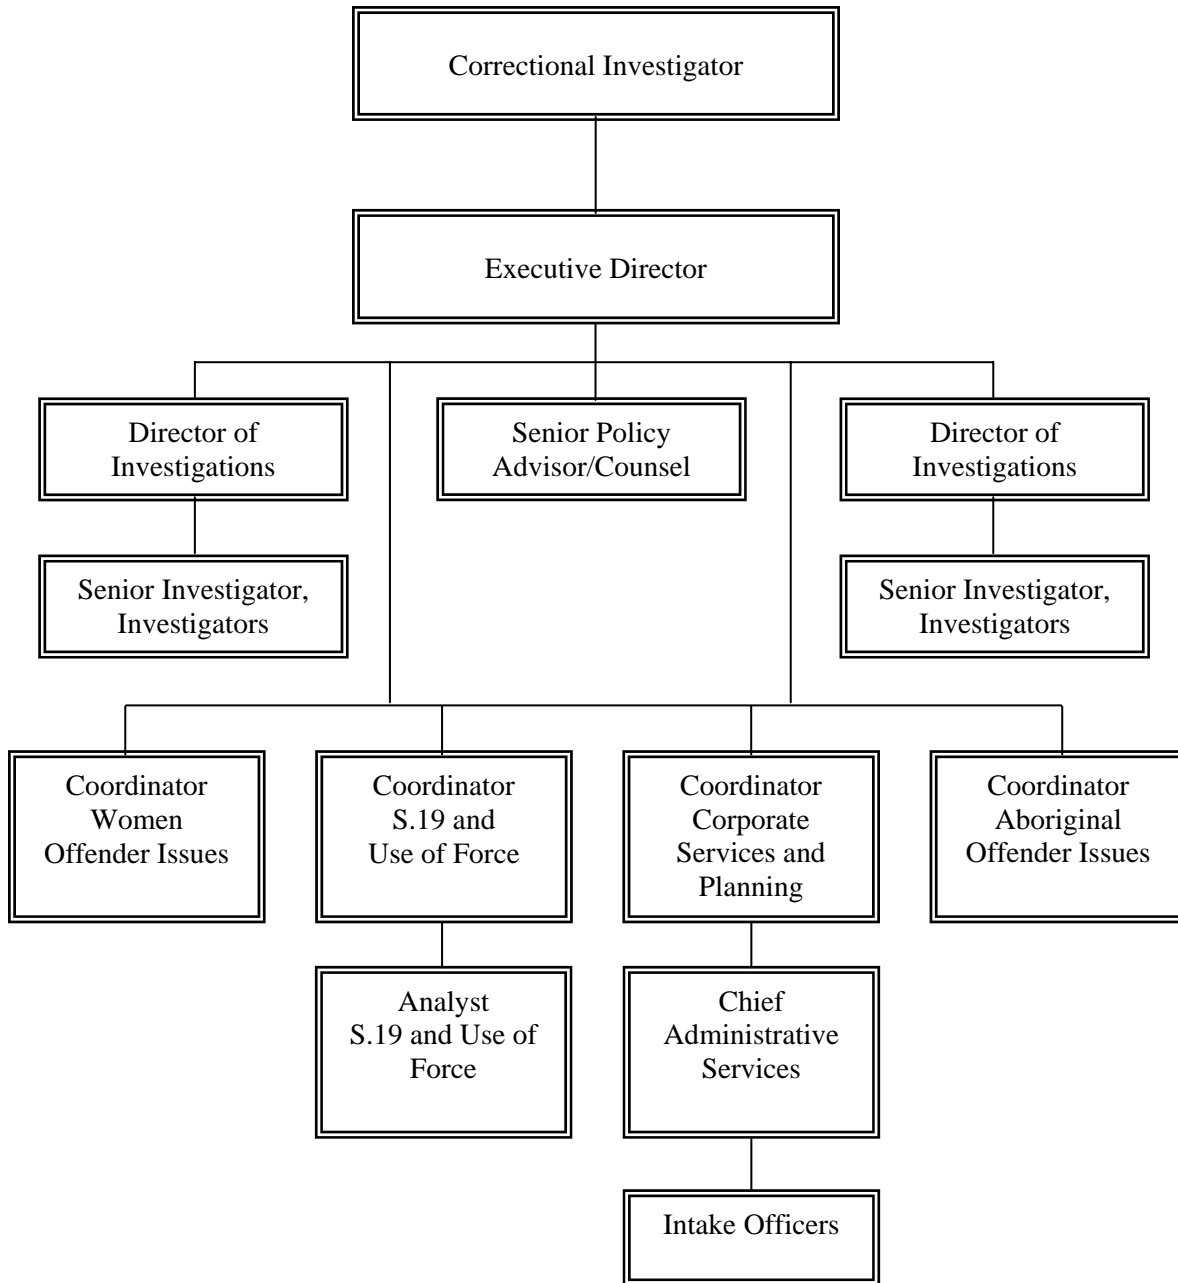 Correctional Investigator
Executive Director
Director of
Investigations
Senior Policy
Advisor/Counsel
Director of
Investigations
Senior Investigator,
Investigators
Senior Investigator,
Investigators
Coordinator
Women
Offender Issues
Coordinator
S.19 and
Use of Force
Coordinator
Corporate
Services and
Planning
Coordinator
Aboriginal
Offender Issues
Analyst
S.19 and Use of
Force
Chief
Administrative
Services
Intake Officers